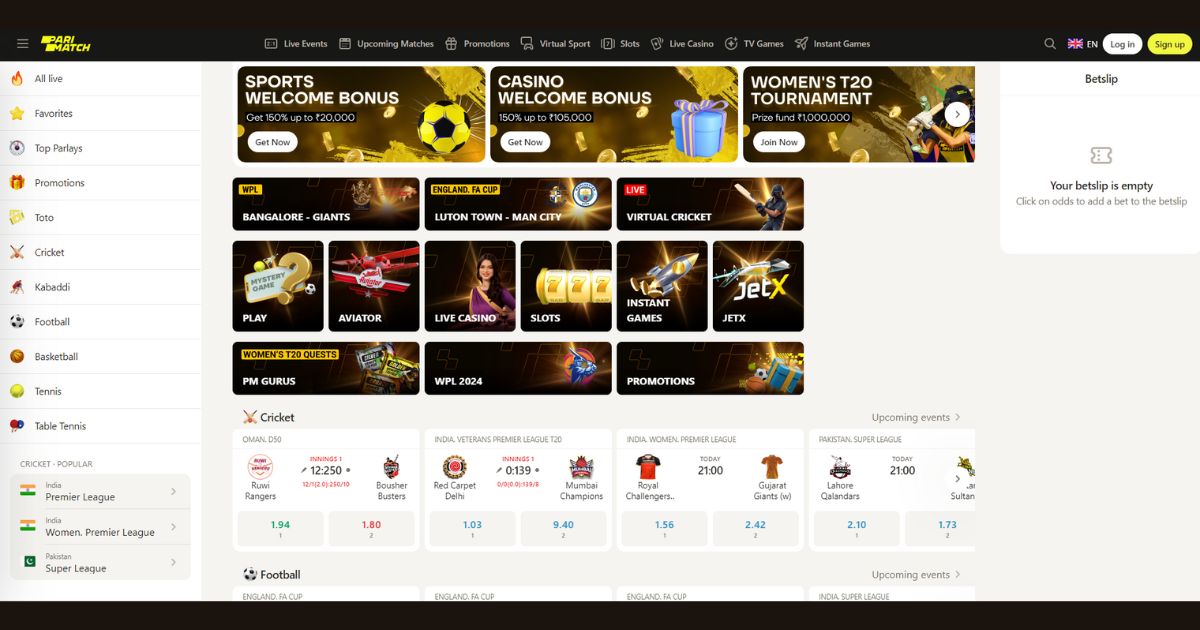 PARI
MATCH
Live Events
Upcoming Matches
Promotions
Virtual Sport
Slots
Live Casino
TV Games
Instant Games
EN
Log in
Sign up
All live
Favorites
Top Parlays
Promotions
Toto
Cricket
Kabaddi
Football
Basketball
Tennis
Table Tennis
CRICKET · POPULAR
India
Premier League
India
Women. Premier League
Pakistan
Super League
SPORTS
WELCOME BONUS
Get 150% up to ₹20,000
Get Now
CASINO
WELCOME BONUS
150% up to ₹105,000
Get Now
WOMEN'S T20
TOURNAMENT
Prize fund ₹1,000,000
Join Now
WPL
BANGALORE - GIANTS
ENGLAND. FA CUP
LUTON TOWN - MAN CITY
LIVE
VIRTUAL CRICKET
MYSTERY
GAME
PLAY
Aviator
AVIATOR
LIVE CASINO
777
SLOTS
INSTANT
GAMES
JetX
JETX
WOMEN'S T20 QUESTS
PM GURUS
WPL 2024
PROMOTIONS
Cricket
Upcoming events
OMAN. D50
INNINGS 1
12:250
12/1(2.0):250/10
Ruwi
Rangers
Bousher
Busters
1.94
1
1.80
2
INDIA. VETERANS PREMIER LEAGUE T20
INNINGS 1
0:139
0/0(0.0):139/8
Red Carpet
Delhi
Mumbai
Champions
1.03
1
9.40
2
INDIA. WOMEN. PREMIER LEAGUE
TODAY
21:00
Royal
Challengers..
Gujarat
Giants (w)
1.56
1
2.42
2
PAKISTAN. SUPER LEAGUE
TODAY
21:00
Lahore
Qalandars
Sultan
2.10
1
1.73
2
Football
Upcoming events
ENGLAND. FA CUP
ENGLAND. FA CUP
ENGLAND. FA CUP
INDIA. SUPER LEAGUE
Betslip
Your betslip is empty
Click on odds to add a bet to the betslip